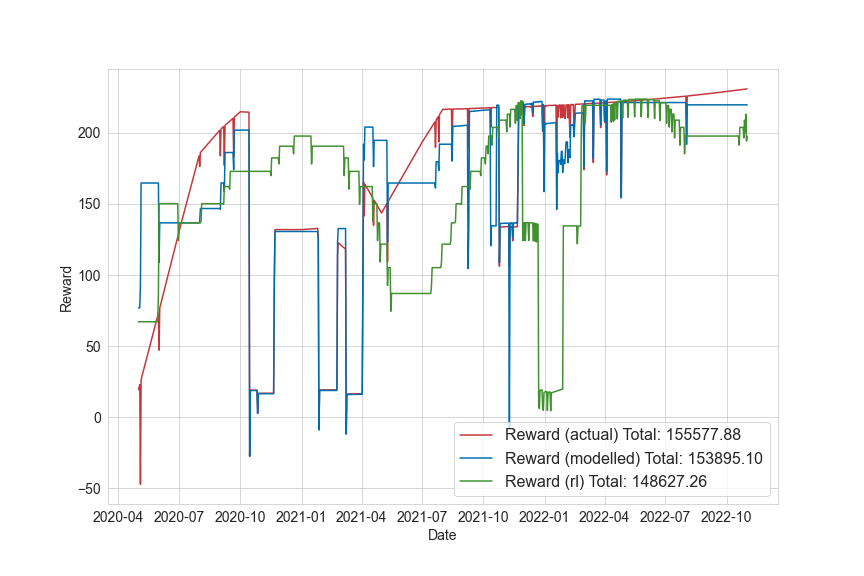 Reward
200
150
100
50
0
−50
Reward (actual) Total: 155577.88
Reward (modelled) Total: 153895.10
Reward (rl) Total: 148627.26
2020-04 2020-07 2020-10 2021-01 2021-04 2021-07 2021-10 2022-01 2022-04 2022-07 2022-10
Date